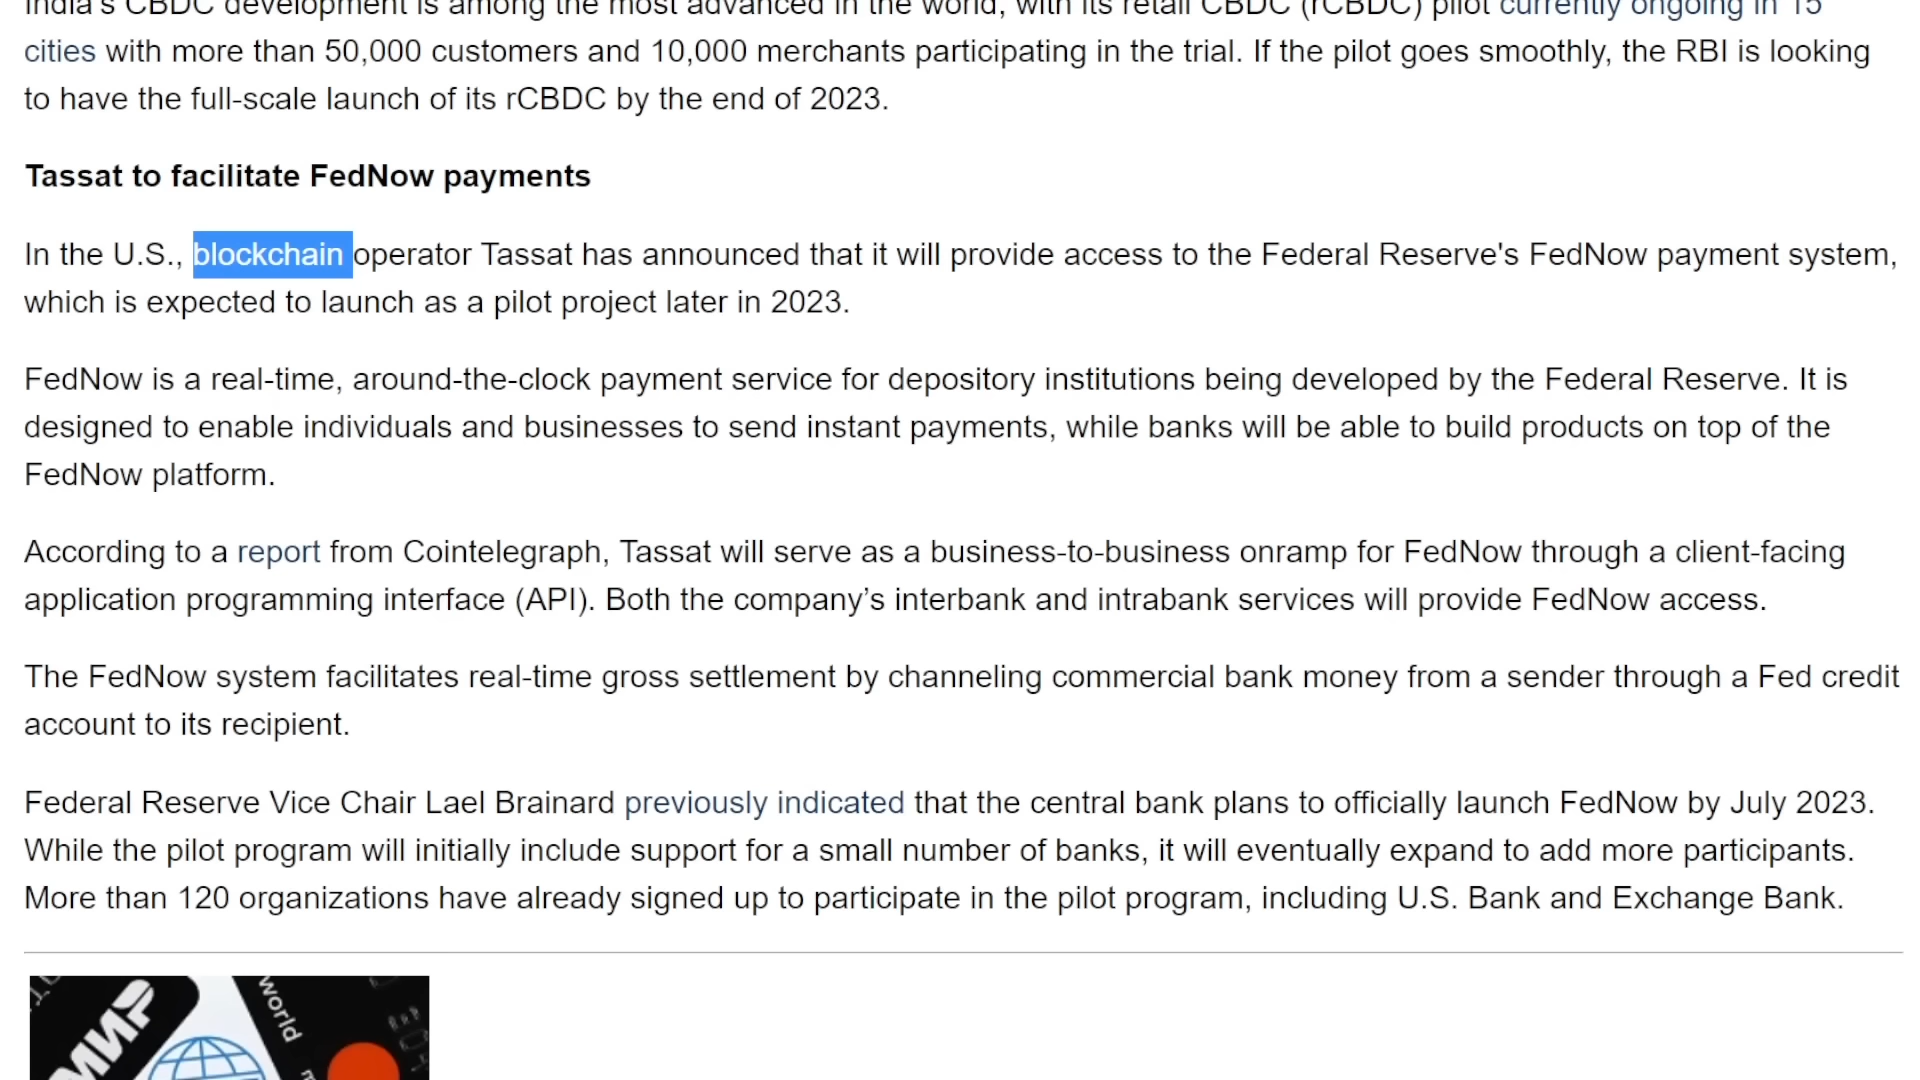 India's CBDC development is among the most advanced in the world, with its retail CBDC (rCBDC) pilot currently ongoing in 15
cities with more than 50,000 customers and 10,000 merchants participating in the trial. If the pilot goes smoothly, the RBI is looking
to have the full-scale launch of its rCBDC by the end of 2023.
Tassat to facilitate FedNow payments
In the U.S., blockchain operator Tassat has announced that it will provide access to the Federal Reserve's FedNow payment system,
which is expected to launch as a pilot project later in 2023.
FedNow is a real-time, around-the-clock payment service for depository institutions being developed by the Federal Reserve. It is
designed to enable individuals and businesses to send instant payments, while banks will be able to build products on top of the
FedNow platform.
According to a report from Cointelegraph, Tassat will serve as a business-to-business onramp for FedNow through a client-facing
application programming interface (API). Both the company’s interbank and intrabank services will provide FedNow access.
The FedNow system facilitates real-time gross settlement by channeling commercial bank money from a sender through a Fed credit
account to its recipient.
Federal Reserve Vice Chair Lael Brainard previously indicated that the central bank plans to officially launch FedNow by July 2023.
While the pilot program will initially include support for a small number of banks, it will eventually expand to add more participants.
More than 120 organizations have already signed up to participate in the pilot program, including U.S. Bank and Exchange Bank.
МИР
world